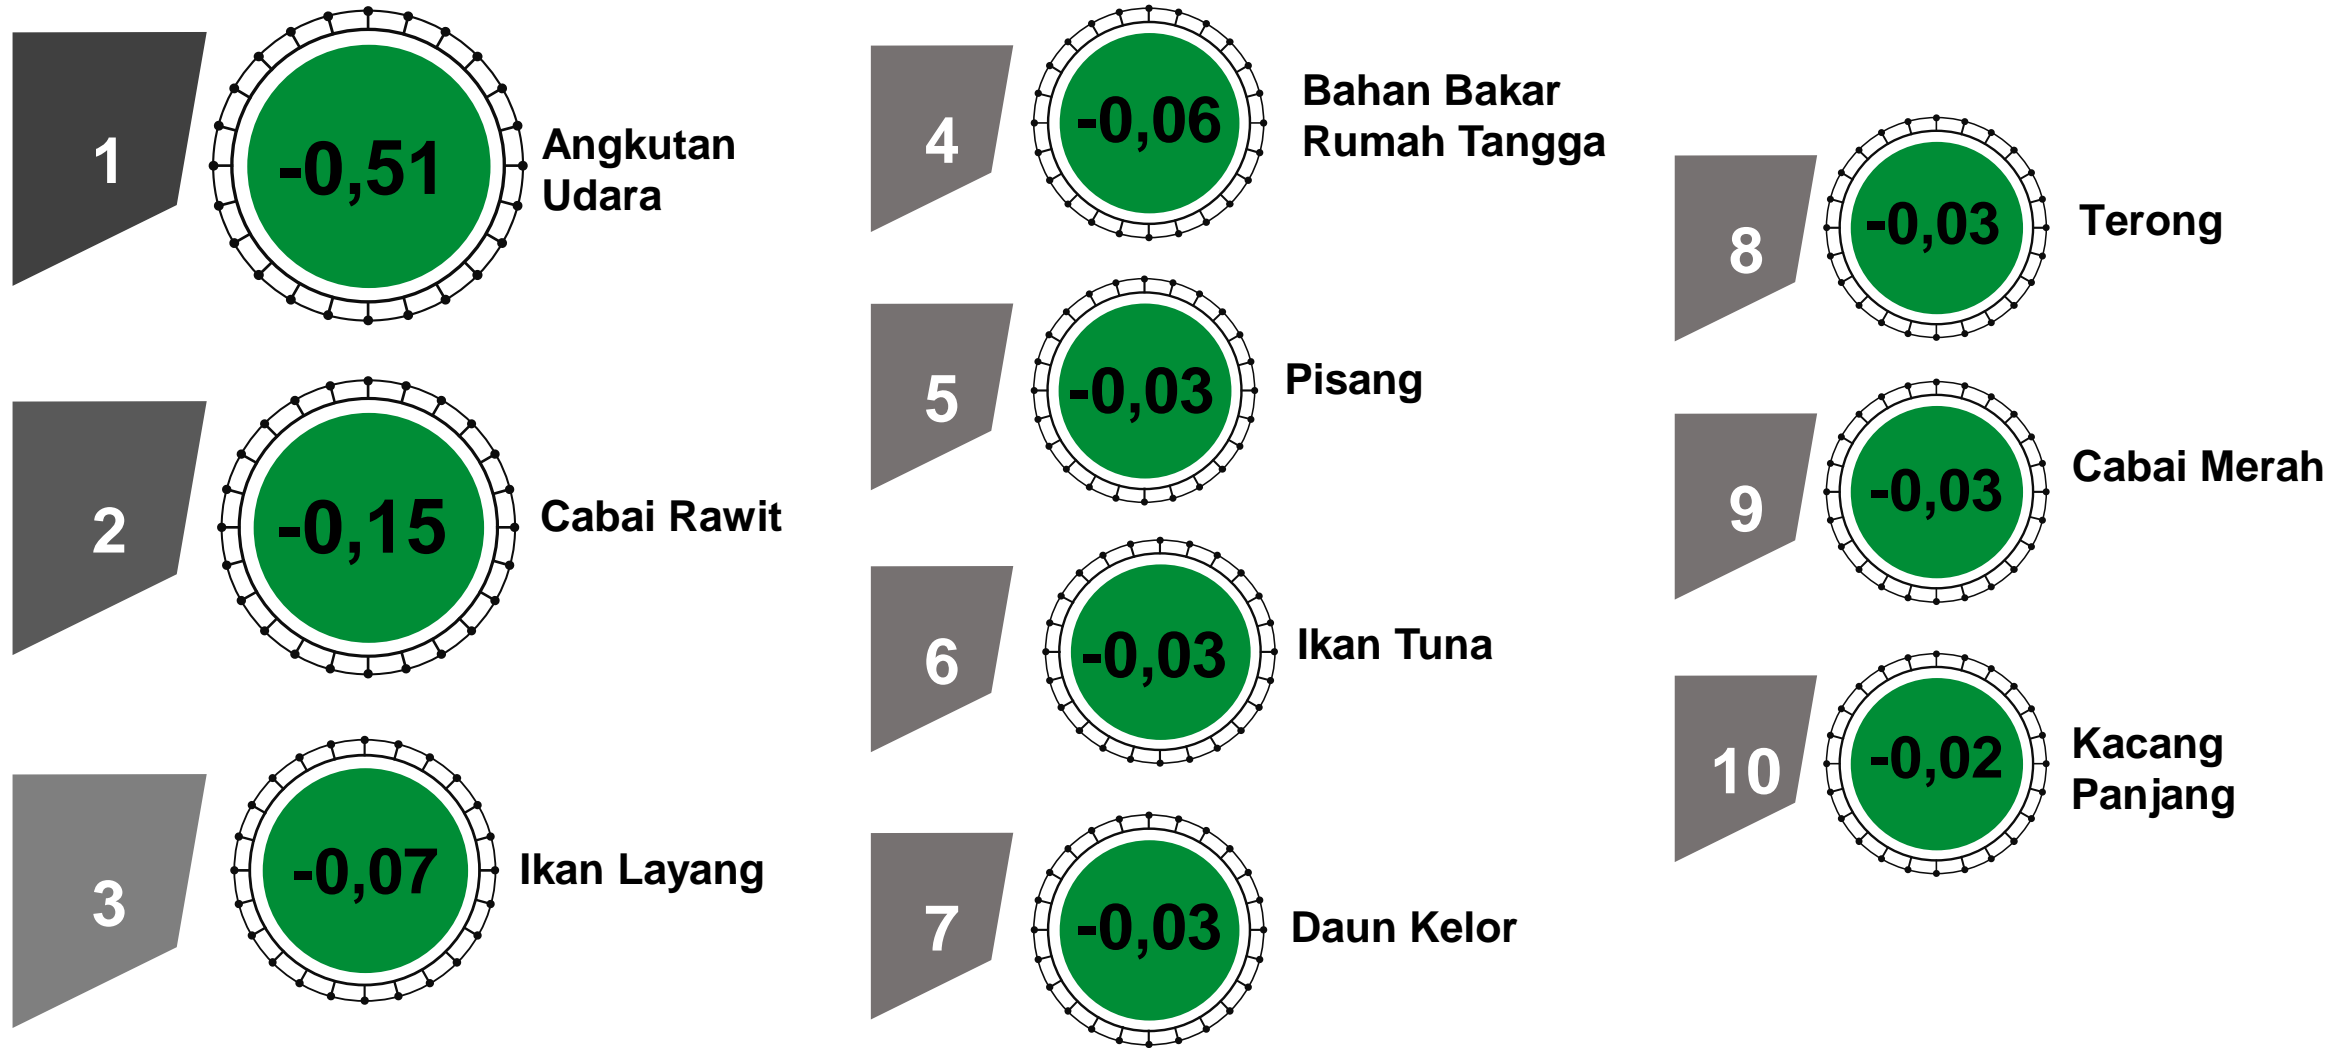 1
-0,51
Angkutan
Udara
2
-0,15
Cabai Rawit
3
-0,07
Ikan Layang
4
-0,06
Bahan Bakar
Rumah Tangga
5
-0,03
Pisang
6
-0,03
Ikan Tuna
7
-0,03
Daun Kelor
8
-0,03
Terong
9
-0,03
Cabai Merah
10
-0,02
Kacang
Panjang